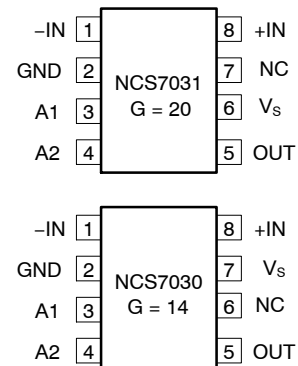 −IN 1 8 +IN
GND 2 7 NC
NCS7031
A1 3 G = 20 6 VS
A2 4 5 OUT
−IN 1 8 +IN
GND 2 7 VS
NCS7030
A1 3 G = 14 6 NC
A2 4 5 OUT